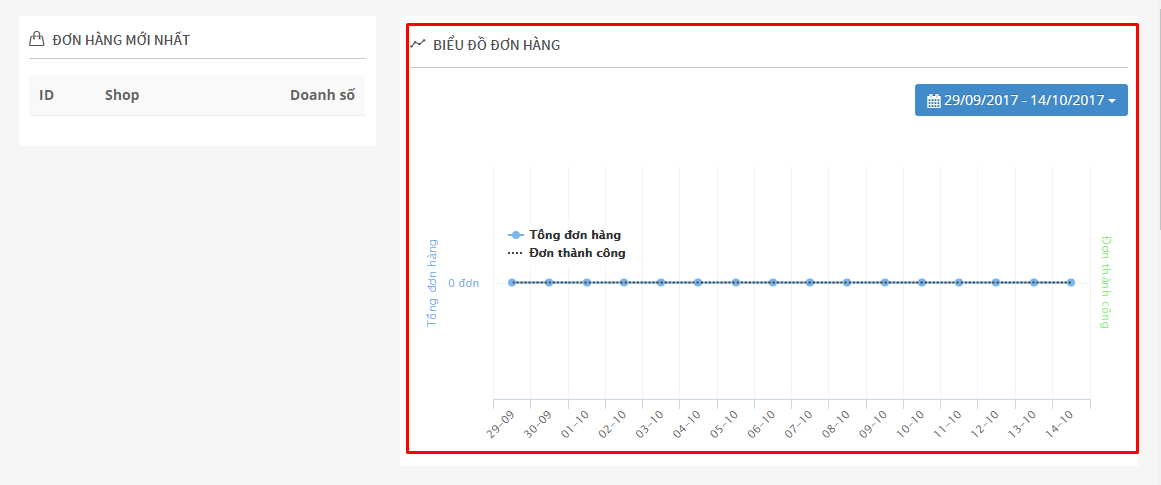 ĐƠN HÀNG MỚI NHẤT
ID Shop Doanh số
BIỂU ĐỒ ĐƠN HÀNG
29/09/2017 - 14/10/2017
Tổng đơn hàng
Đơn thành công
Tổng đơn hàng
0 đơn
Đơn thành công
29-09 30-09 01-10 02-10 03-10 04-10 05-10 06-10 07-10 08-10 09-10 10-10 11-10 12-10 13-10 14-10